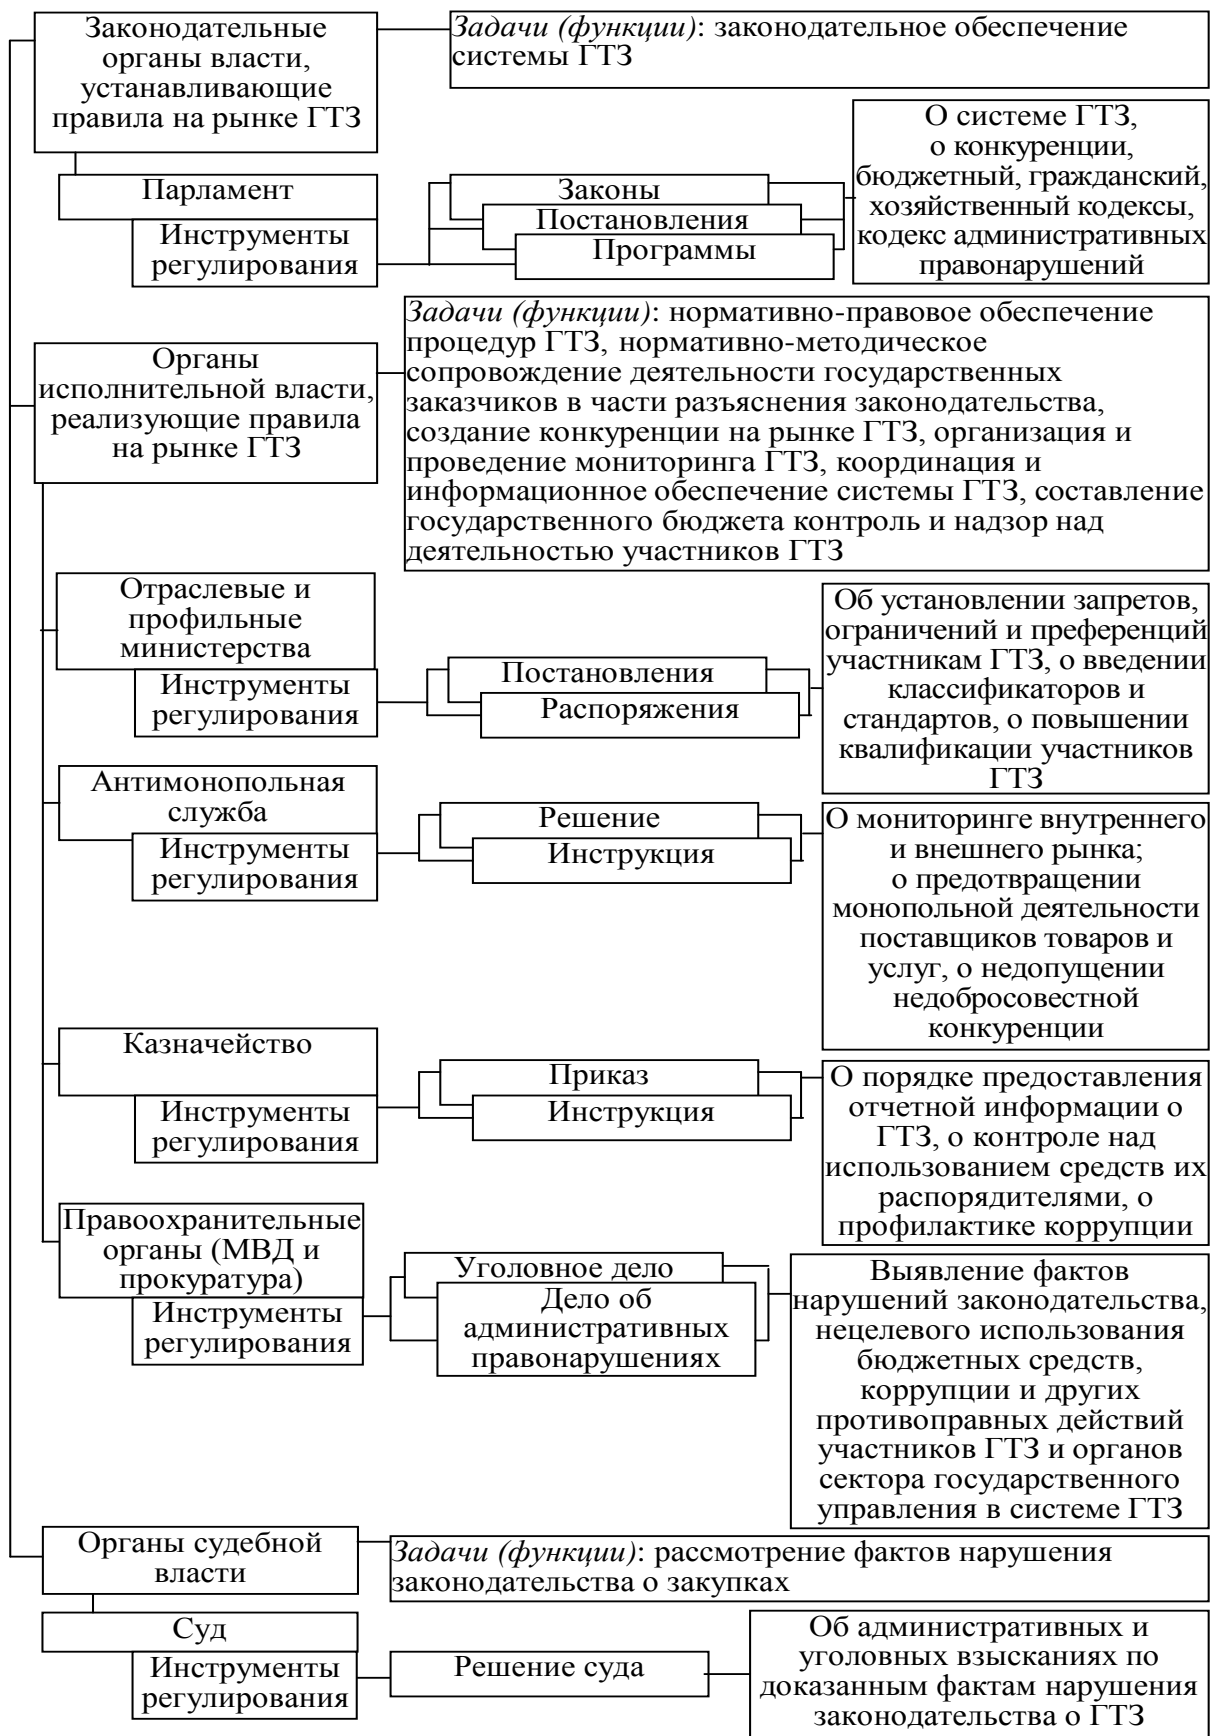 Законодательные
органы власти,
устанавливающие
правила на рынке ГТЗ
Задачи (функции): законодательное обеспечение
системы ГТЗ
Парламент
Инструменты
регулирования
Законы
Постановления
Программы
О системе ГТЗ,
о конкуренции,
бюджетный, гражданский,
хозяйственный кодексы,
кодекс административных
правонарушений
Органы
исполнительной власти,
реализующие правила
на рынке ГТЗ
Задачи (функции): нормативно-правовое обеспечение
процедур ГТЗ, нормативно-методическое
сопровождение деятельности государственных
заказчиков в части разъяснения законодательства,
создание конкуренции на рынке ГТЗ, организация и
проведение мониторинга ГТЗ, координация и
информационное обеспечение системы ГТЗ, составление
государственного бюджета контроль и надзор над
деятельностью участников ГТЗ
Отраслевые и
профильные
министерства
Инструменты
регулирования
Постановления
Распоряжения
Об установлении запретов,
ограничений и преференций
участникам ГТЗ, о введении
классификаторов и
стандартов, о повышении
квалификации участников
ГТЗ
Антимонопольная
служба
Инструменты
регулирования
Решение
Инструкция
О мониторинге внутреннего
и внешнего рынка;
о предотвращении
монопольной деятельности
поставщиков товаров и
услуг, о недопущении
недобросовестной
конкуренции
Казначейство
Инструменты
регулирования
Приказ
Инструкция
О порядке предоставления
отчетной информации о
ГТЗ, о контроле над
использованием средств их
распорядителями, о
профилактике коррупции
Правоохранительные
органы (МВД и
прокуратура)
Инструменты
регулирования
Уголовное дело
Дело об
административных
правонарушениях
Выявление фактов
нарушений законодательства,
нецелевого использования
бюджетных средств,
коррупции и других
противоправных действий
участников ГТЗ и органов
сектора государственного
управления в системе ГТЗ
Органы судебной
власти
Задачи (функции): рассмотрение фактов нарушения
законодательства о закупках
Суд
Инструменты
регулирования
Решение суда
Об административных и
уголовных взысканиях по
доказанным фактам нарушения
законодательства о ГТЗ